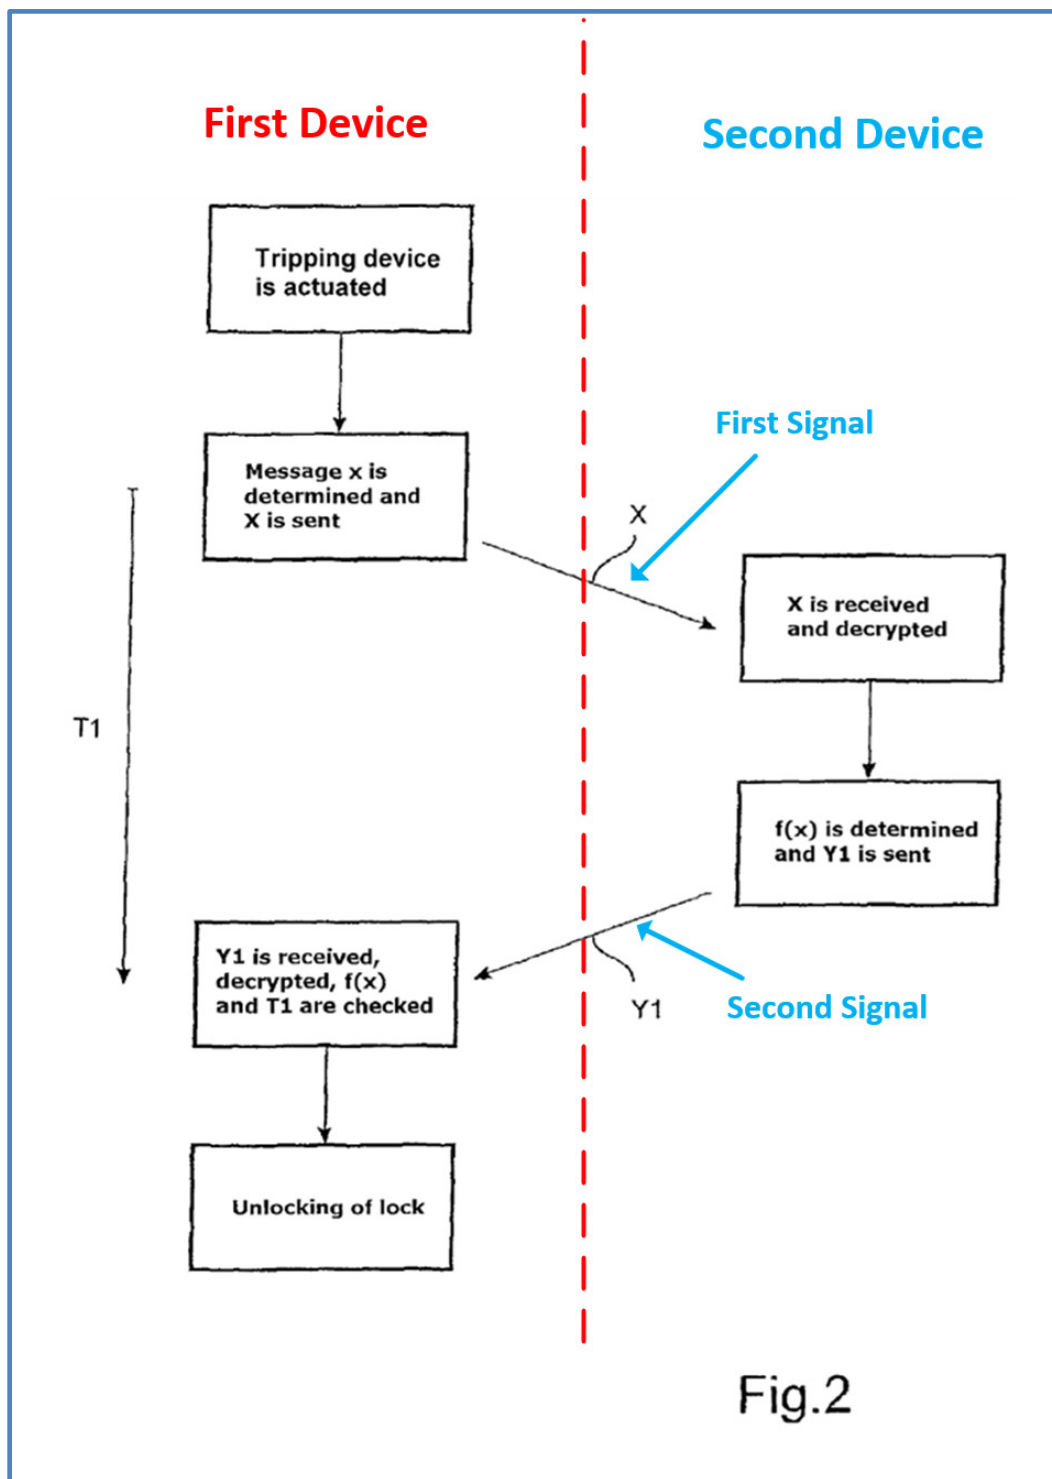 First Device
Second Device
Tripping device
is actuated
First Signal
Message x is
determined and
X is sent
X
X is received
and decrypted
T1
f(x) is determined
and Y1 is sent
Y1 is received,
decrypted, f(x)
and T1 are checked
Y1
Second Signal
Unlocking of lock
Fig.2